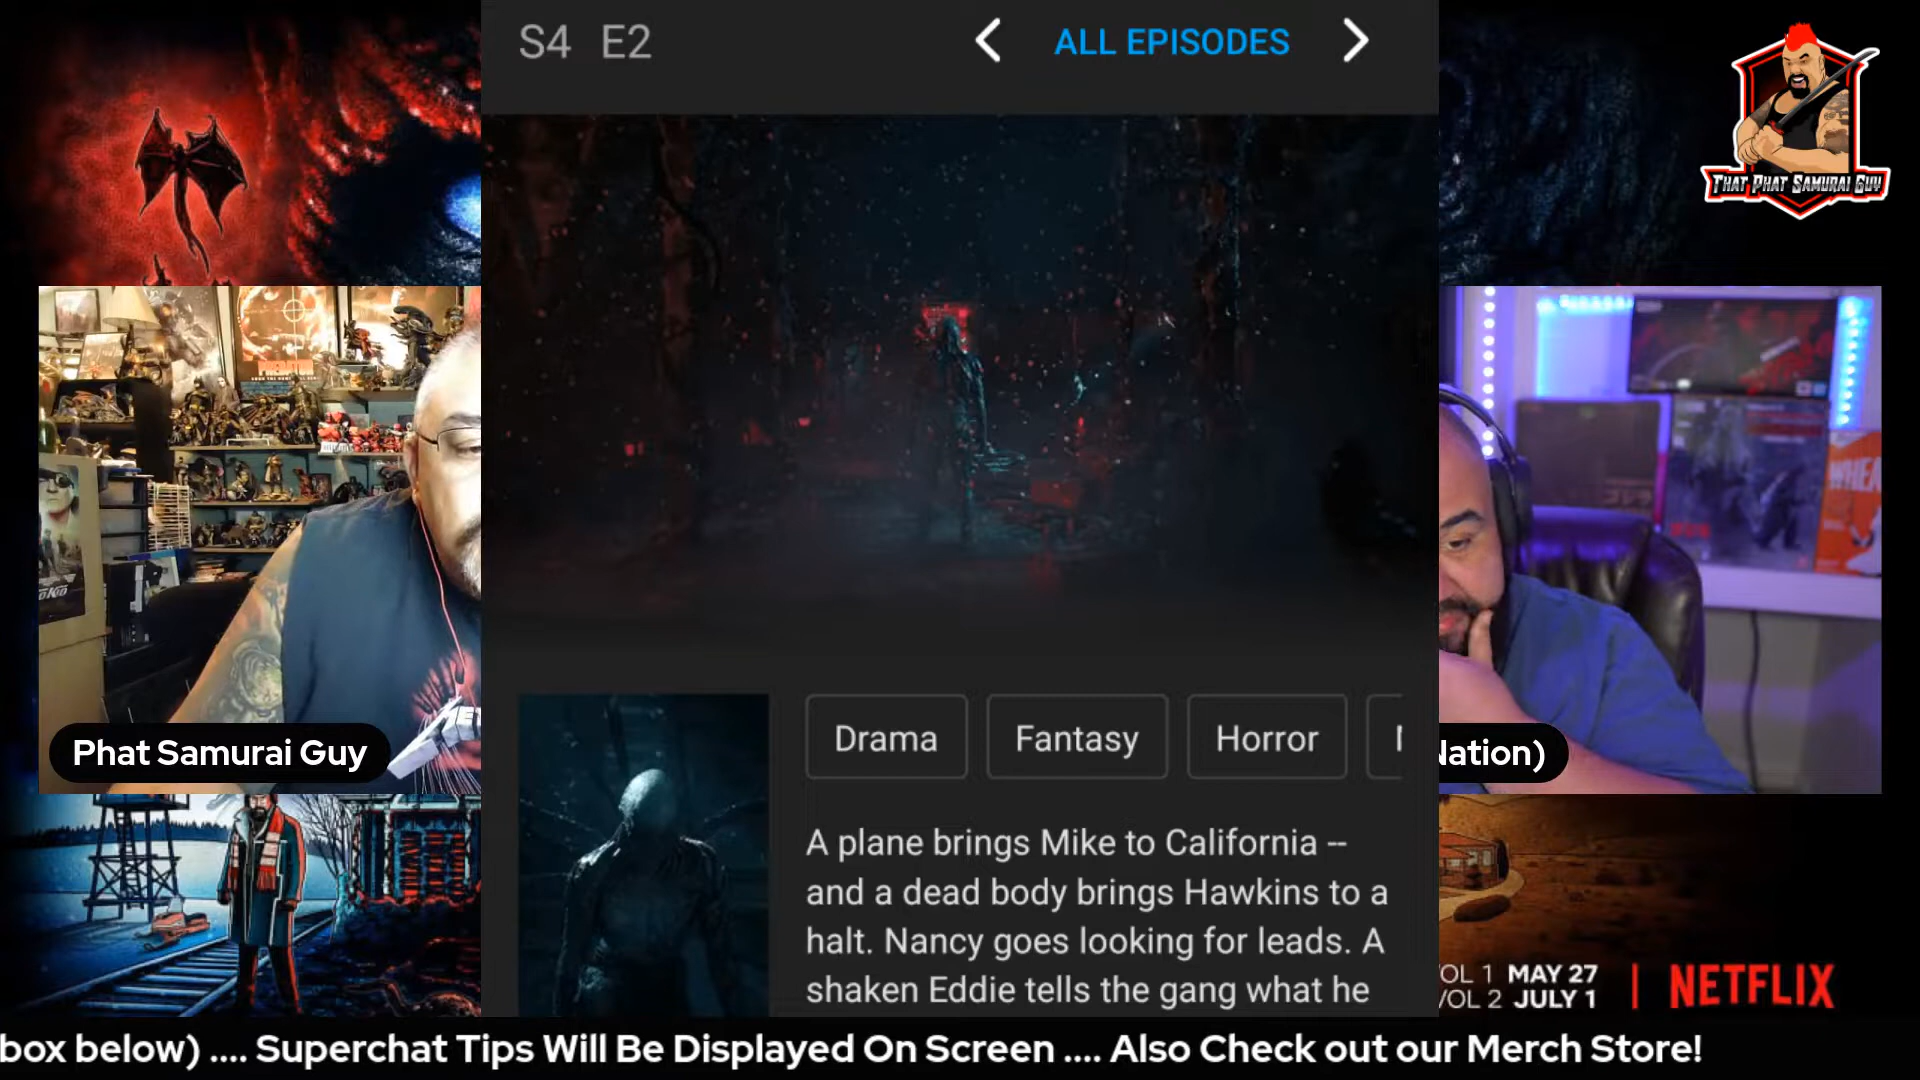 S4 E2
ALL EPISODES
THAT PHAT SAMURAI GUY
Drama
Fantasy
Horror
A plane brings Mike to California --
and a dead body brings Hawkins to a
halt. Nancy goes looking for leads. A
shaken Eddie tells the gang what he
Phat Samurai Guy
Nation)
OL 1 MAY 27
VOL 2 JULY 1
NETFLIX
box below) .... Superchat Tips Will Be Displayed On Screen .... Also Check out our Merch Store!